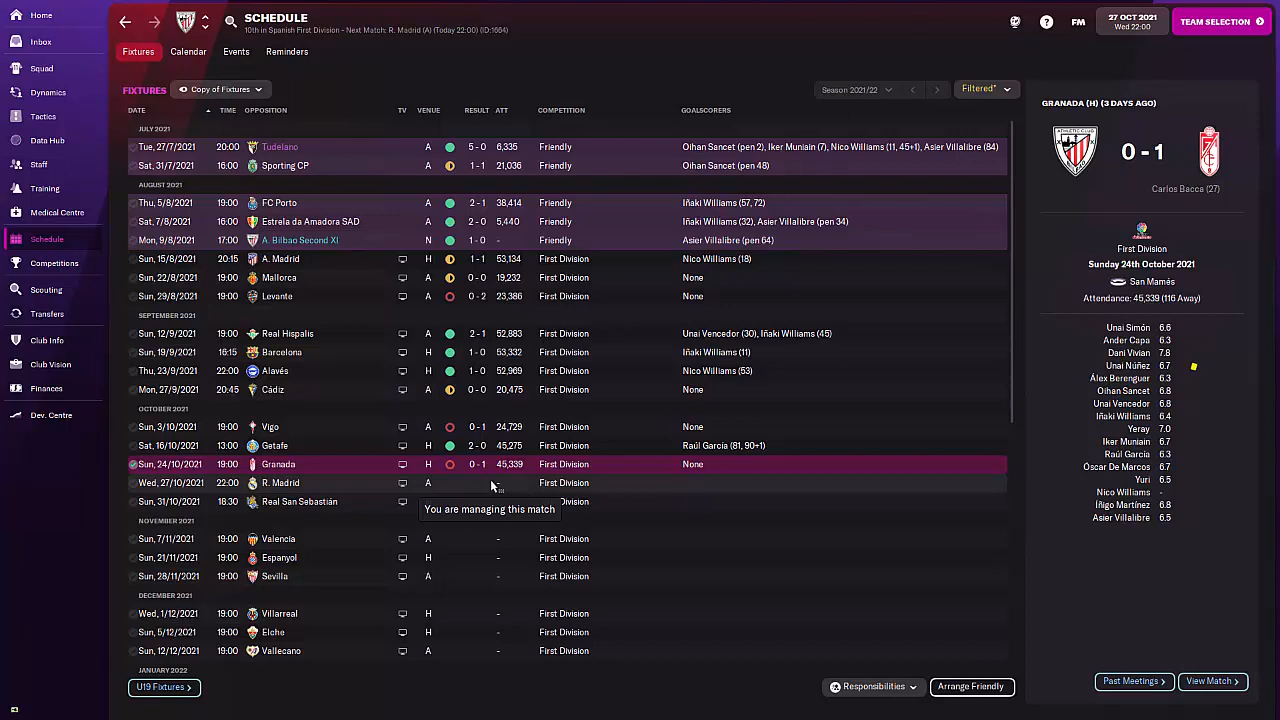 Home
Inbox
Squad
Dynamics
Tactics
Data Hub
Staff
Training
Medical Centre
Schedule
Competitions
Scouting
Transfers
Club Info
Club Vision
Finances
Dev. Centre
SCHEDULE
10th in Spanish First Division - Next Match: R. Madrid (A) (Today 22:00) (ID:1664)
FM
27 OCT 2021
Wed 22:00
TEAM SELECTION
Fixtures Calendar Events Reminders
FIXTURES Copy of Fixtures Season 2021/22 Filtered*
DATE TIME OPPOSITION TV VENUE RESULT ATT COMPETITION GOALSCORERS
JULY 2021
Tue, 27/7/2021 20:00 Tudelano A 5 - 0 6,526 Friendly Oihan Sancet (pen 2), Iker Muniain (7), Nico Williams (11, 45+1), Asier Villalibre (84)
Sat, 31/7/2021 16:00 Sporting CP A 1 - 1 21,036 Friendly Oihan Sancet (pen 48)
AUGUST 2021
Thu, 5/8/2021 19:00 FC Porto A 2 - 1 38,414 Friendly Iñaki Williams (57, 72)
Sat, 7/8/2021 16:00 Estrela da Amadora SAD A 2 - 0 5,440 Friendly Iñaki Williams (32), Asier Villalibre (pen 34)
Mon, 9/8/2021 17:00 A. Bilbao Second XI N 1 - 0 - Friendly Asier Villalibre (pen 64)
Sun, 15/8/2021 20:15 A. Madrid H 1 - 1 53,134 First Division Nico Williams (18)
Sun, 22/8/2021 19:00 Mallorca A 0 - 0 19,232 First Division None
Sun, 29/8/2021 19:00 Levante A 0 - 2 23,386 First Division None
SEPTEMBER 2021
Sun, 12/9/2021 19:00 Real Hispalis A 2 - 1 52,883 First Division Unai Vencedor (30), Iñaki Williams (45)
Sun, 19/9/2021 16:15 Barcelona H 1 - 0 53,332 First Division Iñaki Williams (11)
Thu, 23/9/2021 22:00 Alavés H 1 - 0 52,969 First Division Nico Williams (53)
Mon, 27/9/2021 20:45 Cádiz A 0 - 0 20,475 First Division None
OCTOBER 2021
Sun, 3/10/2021 19:00 Vigo A 0 - 1 24,729 First Division None
Sat, 16/10/2021 13:00 Getafe H 2 - 0 45,275 First Division Raúl García (81, 90+1)
Sun, 24/10/2021 19:00 Granada H 0 - 1 45,339 First Division None
Wed, 27/10/2021 22:00 R. Madrid A - First Division
Sun, 31/10/2021 18:30 Real San Sebastián First Division
You are managing this match
NOVEMBER 2021
Sun, 7/11/2021 19:00 Valencia A - First Division
Sun, 21/11/2021 19:00 Espanyol H - First Division
Sun, 28/11/2021 19:00 Sevilla A - First Division
DECEMBER 2021
Wed, 1/12/2021 19:00 Villarreal H - First Division
Sun, 5/12/2021 19:00 Elche H - First Division
Sun, 12/12/2021 19:00 Vallecano A - First Division
JANUARY 2022
U19 Fixtures > Responsibilities Arrange Friendly
GRANADA (H) (3 DAYS AGO)
0 - 1
Carlos Bacca (27)
First Division
Sunday 24th October 2021
San Mamés
Attendance: 45,339 (116 Away)
Unai Simón 6.6
Ander Capa 6.3
Dani Vivian 7.8
Unai Núñez 6.7
Álex Berenguer 6.3
Oihan Sancet 6.8
Unai Vencedor 6.8
Iñaki Williams 6.4
Yeray 7.0
Iker Muniain 6.7
Raúl García 6.3
Óscar De Marcos 6.7
Yuri 6.5
Nico Williams -
Iñigo Martínez 6.8
Asier Villalibre 6.5
Past Meetings > View Match >